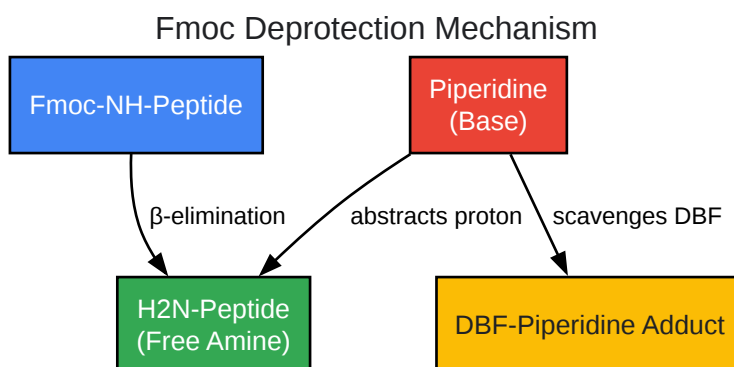 Fmoc Deprotection Mechanism
Fmoc-NH-Peptide
Piperidine
(Base)
β-elimination
abstracts proton
scavenges DBF
H2N-Peptide
(Free Amine)
DBF-Piperidine Adduct